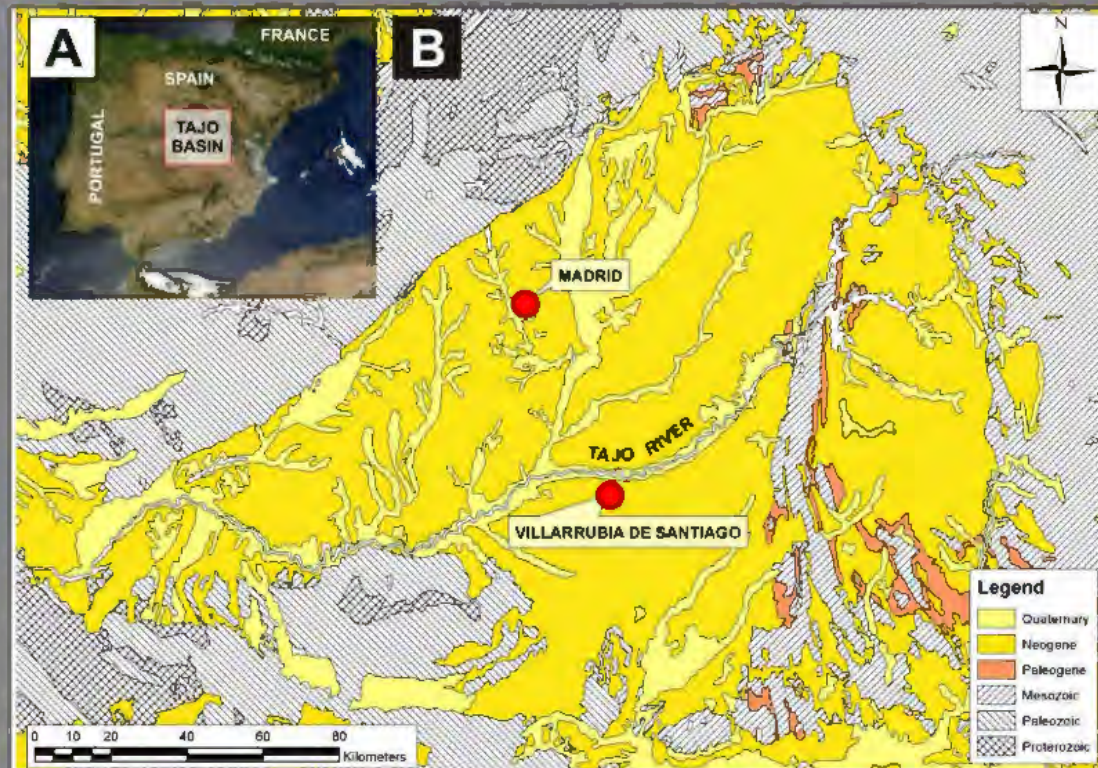 A
FRANCE
SPAIN
PORTUGAL
TAJO
BASIN
B
N
MADRID
TAJO RIVER
VILLARRUBIA DE SANTIAGO
Legend
Quaternary
Neogene
Paleogene
Mesozoic
Paleozoic
Proterozoic
0 10 20 40 60 80
Kilometers